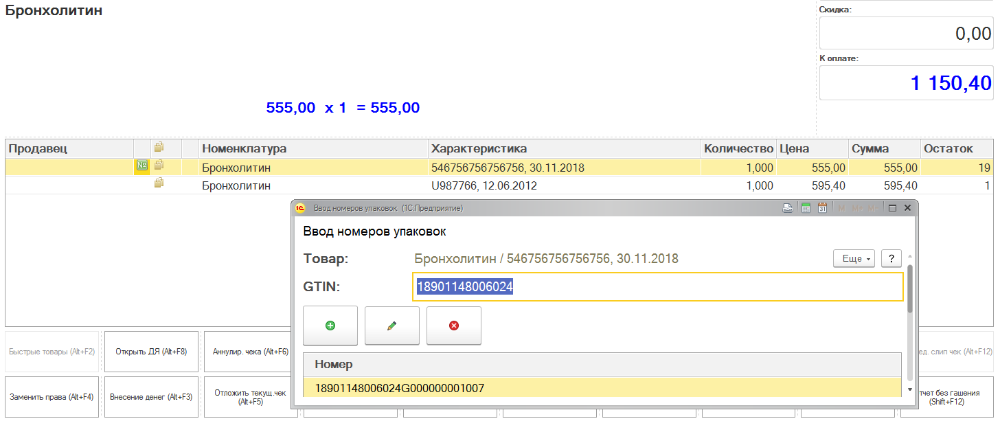 Бронхолитин
Скидка:
0,00
К оплате:
1 150,40
555,00 x 1 = 555,00
Продавец Номенклатура Характеристика Количество Цена Сумма Остаток
№ Бронхолитин 546756756756756, 30.11.2018 1,000 555,00 555,00 19
Бронхолитин U987766, 12.06.2012 1,000 595,40 595,40 1
Ввод номеров упаковок (1С:Предприятие) 31 M M+ M-
Ввод номеров упаковок
Товар: Бронхолитин / 546756756756756, 30.11.2018 Еще ?
GTIN: 18901148006024
Номер
18901148006024G000000001007
Быстрые товары (Alt+F2) Открыть ДЯ (Alt+F8) Аннулир. чека (Alt+F6) ед. слип чек (Alt+F12)
Заменить права (Alt+F4) Внесение денег (Alt+F3) Отложить текущ.чек (Alt+F5) тчет без гашения (Shift+F12)